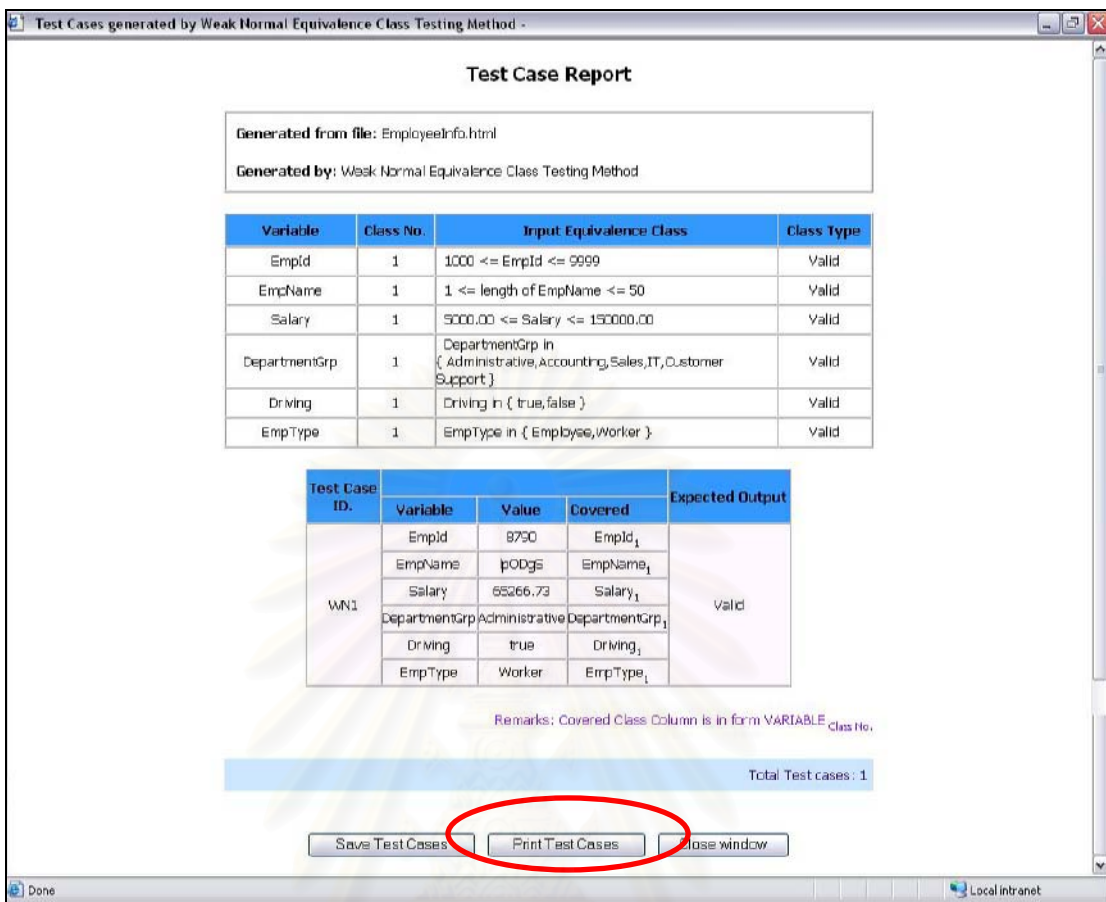 Test Cases generated by Weak Normal Equivalence Class Testing Method -
Test Case Report
Generated from file: EmployeeInfo.html
Generated by: Weak Normal Equivalence Class Testing Method
Variable Class No. Input Equivalence Class Class Type
EmpId 1 1000 <= EmpId <= 9999 Valid
EmpName 1 1 <= length of EmpName <= 50 Valid
Salary 1 5000.00 <= Salary <= 150000.00 Valid
DepartmentGrp 1 DepartmentGrp in
{ Administrative,Accounting,Sales,IT,Customer
Support } Valid
Driving 1 Driving in { true,false } Valid
EmpType 1 EmpType in { Employee,Worker } Valid
Test Case
ID. Expected Output
Variable Value Covered
EmpId 8790 EmpId1
EmpName EmpName1
Salary 65266.73 Salary1
WN1 Valid
DepartmentGrp Administrative DepartmentGrp1
Driving true Driving1
EmpType Worker EmpType1
Remarks: Covered Class Column is in form VARIABLE Class No.
Total Test cases : 1
Save Test Cases Print Test Cases Close window
Done Local intranet